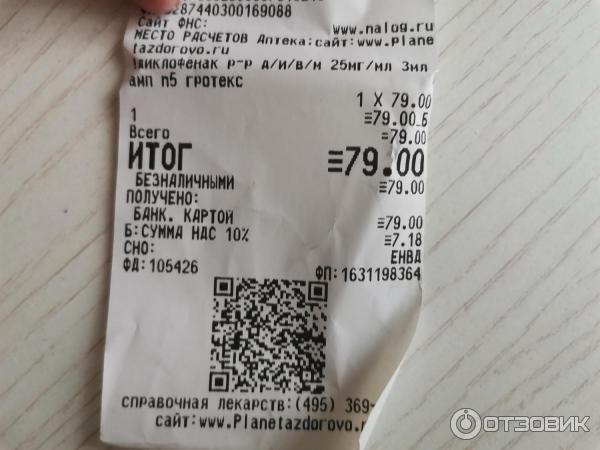 287440300169088
Сайт ФНС: www.nalog.ru
МЕСТО РАСЧЕТОВ Аптека;сайт:www.Plane
tazdorovo.ru
диклофенак р-р д/и/в/м 25мг/мл 3мл
амп п5 гротекс
1 X 79.00
1 ≡79.00_Б
Всего ≡79.00
ИТОГ ≡79.00
БЕЗНАЛИЧНЫМИ ≡79.00
ПОЛУЧЕНО:
БАНК. КАРТОЙ ≡79.00
Б:СУММА НДС 10% ≡7.18
СНО: ЕНВД
ФД:105426 ФП:1631198364
справочная лекарств:(495) 369-
сайт:www.Planetazdorovo.r
ОТЗОВИК